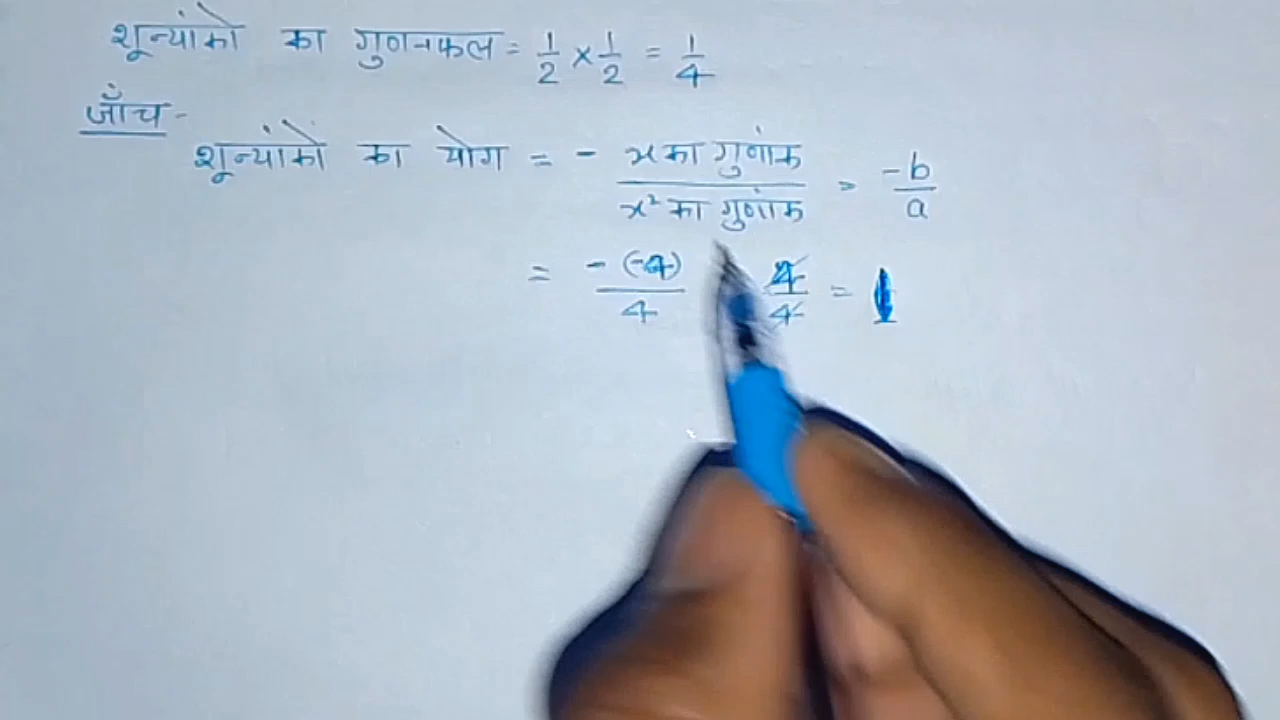 शून्यांको का गुणनफल = 1/2 × 1/2 = 1/4
जाँच -
शून्यांकों का योग = - x का गुणांक / x² का गुणांक = -b/a
= -(-4)/4 4/4 = 1